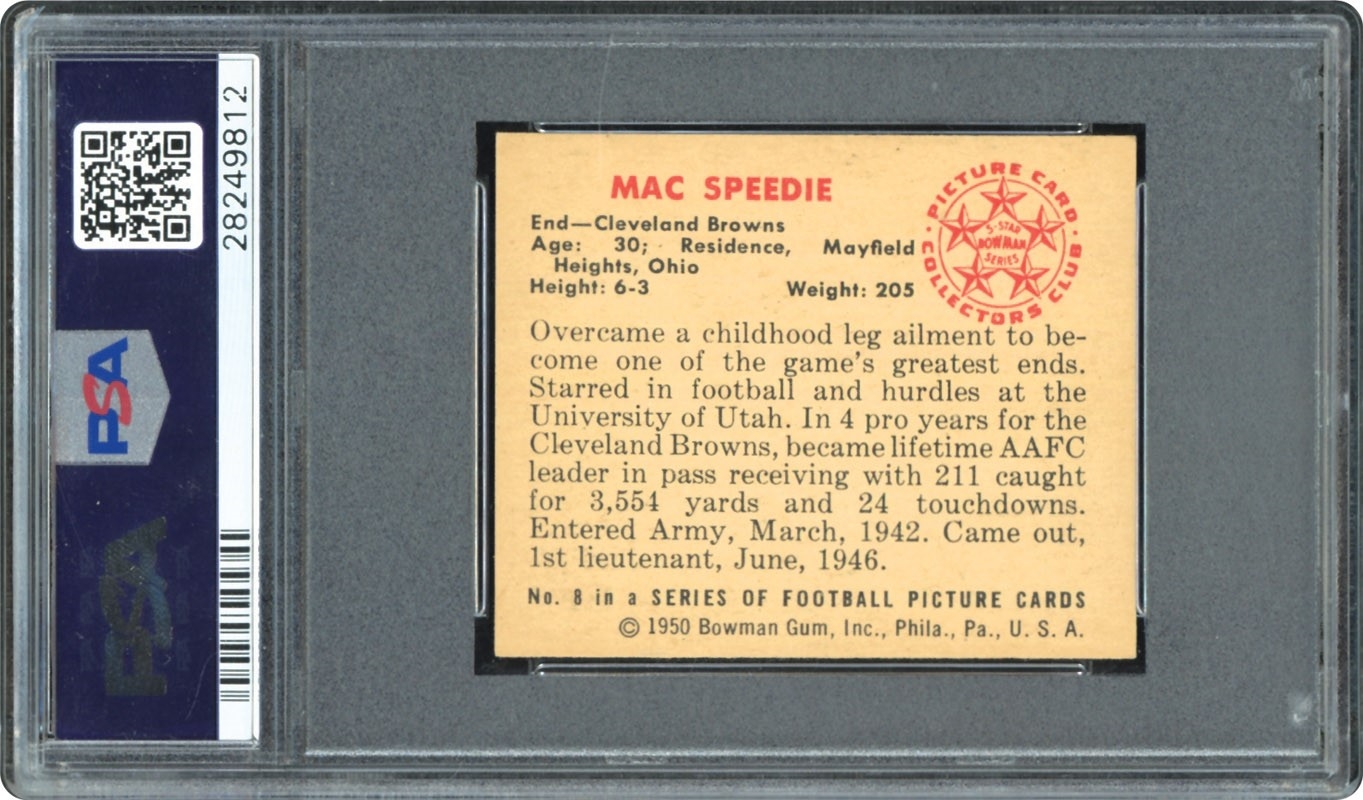 28249812
PSA
PSA
MAC SPEEDIE
End—Cleveland Browns
Age: 30; Residence, Mayfield
Heights, Ohio
Height: 6-3 Weight: 205
PICTURE CARD
COLLECTORS CLUB
5-STAR
BOWMAN
SERIES
Overcame a childhood leg ailment to be-
come one of the game's greatest ends.
Starred in football and hurdles at the
University of Utah. In 4 pro years for the
Cleveland Browns, became lifetime AAFC
leader in pass receiving with 211 caught
for 3,554 yards and 24 touchdowns.
Entered Army, March, 1942. Came out,
1st lieutenant, June, 1946.
No. 8 in a SERIES OF FOOTBALL PICTURE CARDS
© 1950 Bowman Gum, Inc., Phila., Pa., U. S. A.